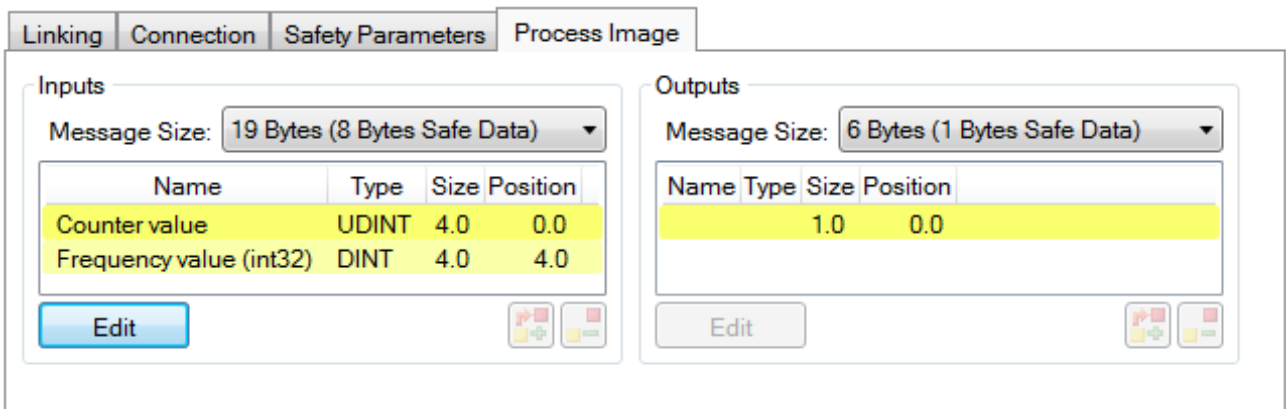 Linking Connection Safety Parameters Process Image
Inputs
Message Size: 19 Bytes (8 Bytes Safe Data)
Name Type Size Position
Counter value UDINT 4.0 0.0
Frequency value (int32) DINT 4.0 4.0
Edit
Outputs
Message Size: 6 Bytes (1 Bytes Safe Data)
Name Type Size Position
1.0 0.0
Edit